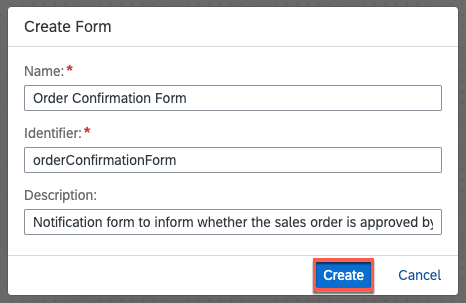 Create Form
Name:*
Order Confirmation Form
Identifier:*
orderConfirmationForm
Description:
Notification form to inform whether the sales order is approved by
Create Cancel